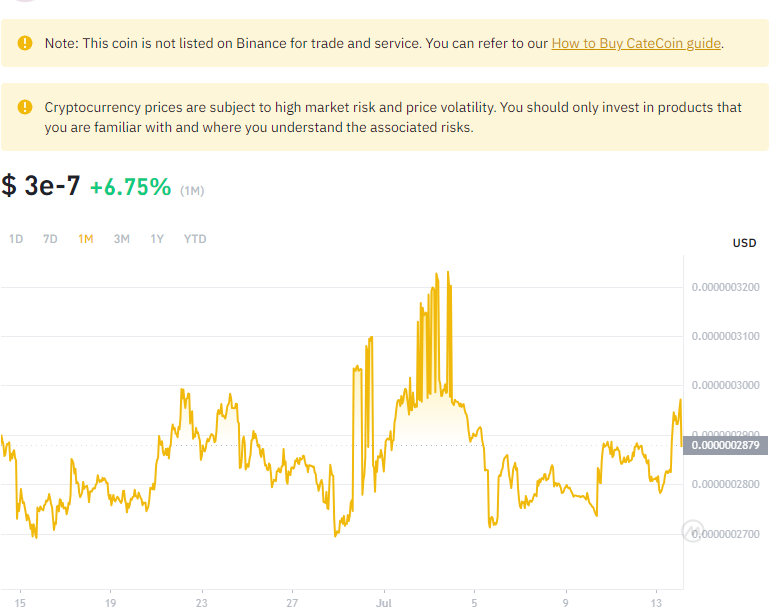 Note: This coin is not listed on Binance for trade and service. You can refer to our How to Buy CateCoin guide.
Cryptocurrency prices are subject to high market risk and price volatility. You should only invest in products that
you are familiar with and where you understand the associated risks.
$ 3e-7 +6.75% (1M)
1D 7D 1M 3M 1Y YTD
USD
0.0000003200
0.0000003100
0.0000003000
0.0000002900
0.0000002879
0.0000002800
0.0000002700
15 19 23 27 Jul 5 9 13